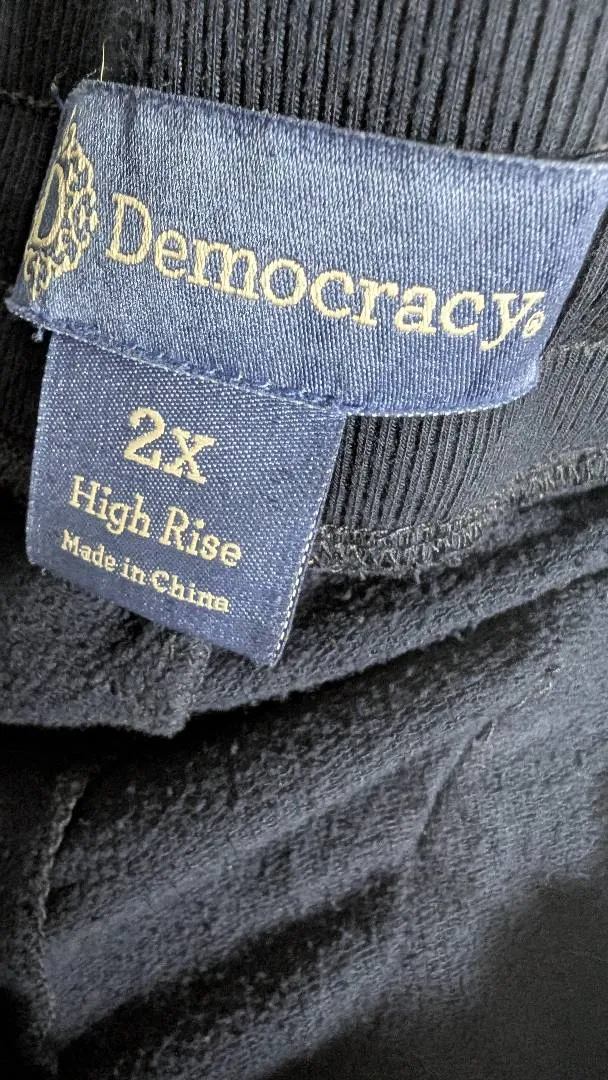 D Democracy®
2X
High Rise
Made in China